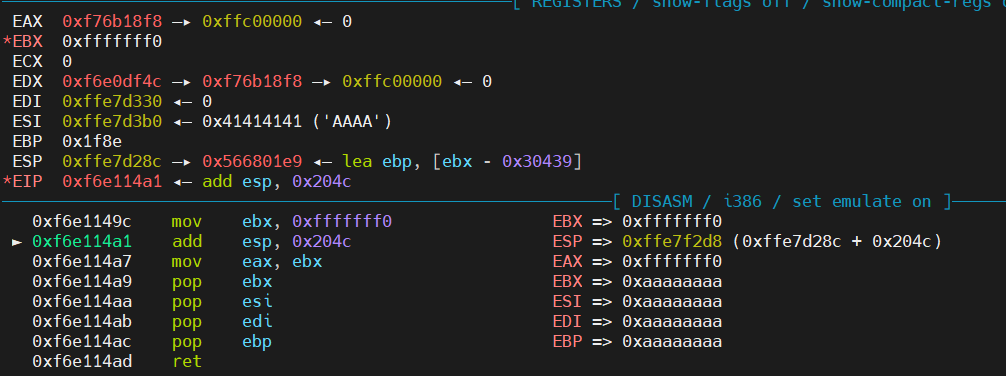 [ REGISTERS / show-flags off / show-compact-regs o
EAX 0xf76b18f8 —▸ 0xffc00000 ◂— 0
*EBX 0xfffffff0
ECX 0
EDX 0xf6e0df4c —▸ 0xf76b18f8 —▸ 0xffc00000 ◂— 0
EDI 0xffe7d330 ◂— 0
ESI 0xffe7d3b0 ◂— 0x41414141 ('AAAA')
EBP 0x1f8e
ESP 0xffe7d28c —▸ 0x566801e9 ◂— lea ebp, [ebx - 0x30439]
*EIP 0xf6e114a1 ◂— add esp, 0x204c
[ DISASM / i386 / set emulate on ]
0xf6e1149c mov ebx, 0xfffffff0 EBX => 0xfffffff0
► 0xf6e114a1 add esp, 0x204c ESP => 0xffe7f2d8 (0xffe7d28c + 0x204c)
0xf6e114a7 mov eax, ebx EAX => 0xfffffff0
0xf6e114a9 pop ebx EBX => 0xaaaaaaaa
0xf6e114aa pop esi ESI => 0xaaaaaaaa
0xf6e114ab pop edi EDI => 0xaaaaaaaa
0xf6e114ac pop ebp EBP => 0xaaaaaaaa
0xf6e114ad ret